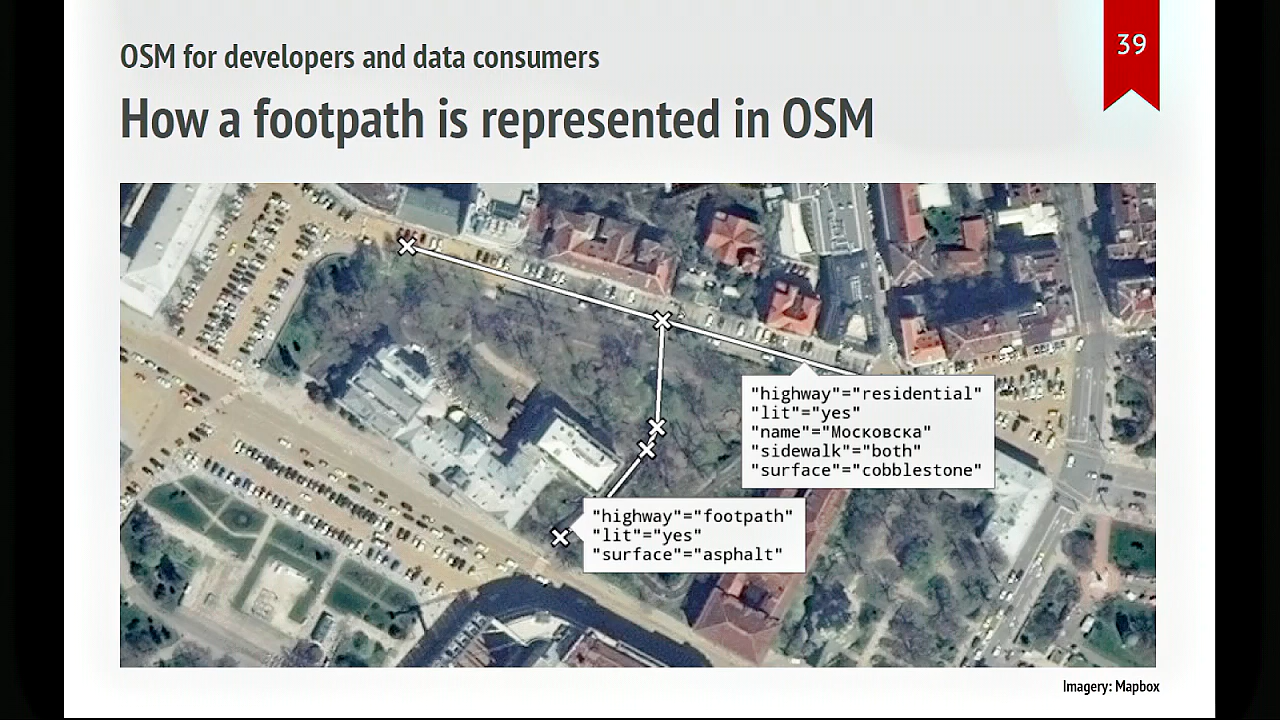 39
OSM for developers and data consumers
How a footpath is represented in OSM
"highway"="residential"
"lit"="yes"
"name"="Московска"
"sidewalk"="both"
"surface"="cobblestone"
"highway"="footpath"
"lit"="yes"
"surface"="asphalt"
Imagery: Mapbox